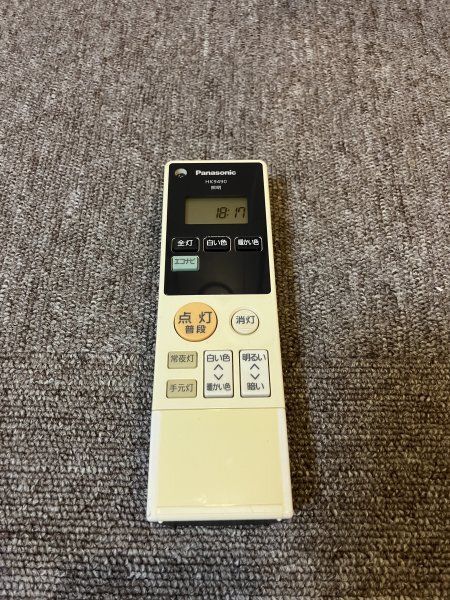 Panasonic
HK9490
照明
18:17
全灯 白い色 暖かい色
エコナビ
点灯 消灯
普段
常夜灯 白い色 明るい
手元灯 暖かい色 暗い